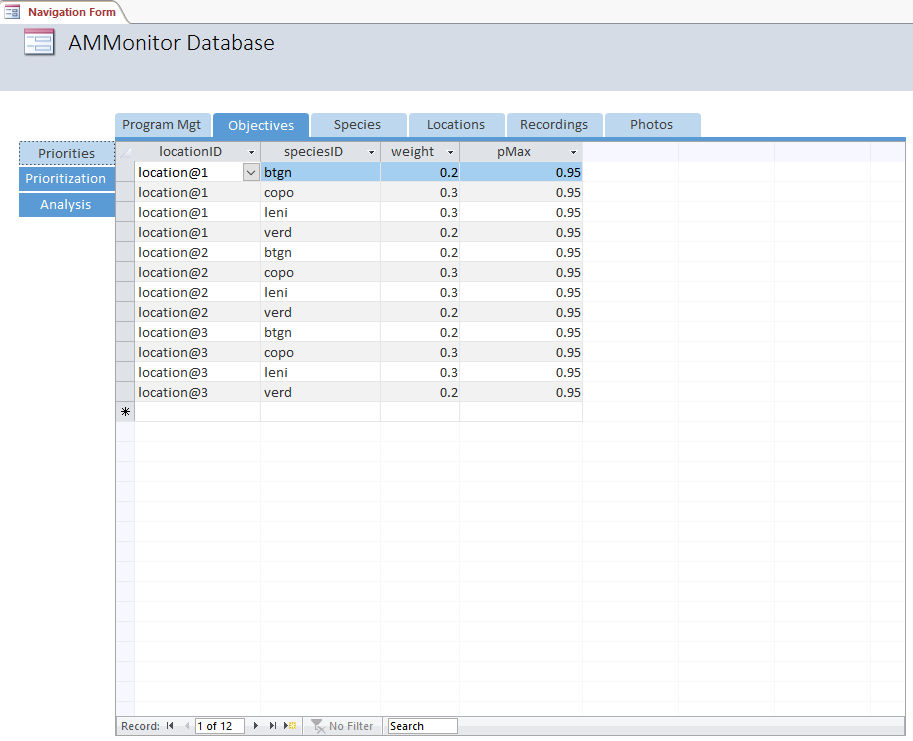 Navigation Form
AMMonitor Database
Program Mgt Objectives Species Locations Recordings Photos
Priorities
Prioritization
Analysis
locationID speciesID weight pMax
location@1 btgn 0.2 0.95
location@1 copo 0.3 0.95
location@1 leni 0.3 0.95
location@1 verd 0.2 0.95
location@2 btgn 0.2 0.95
location@2 copo 0.3 0.95
location@2 leni 0.3 0.95
location@2 verd 0.2 0.95
location@3 btgn 0.2 0.95
location@3 copo 0.3 0.95
location@3 leni 0.3 0.95
location@3 verd 0.2 0.95
Record: 1 of 12 No Filter Search